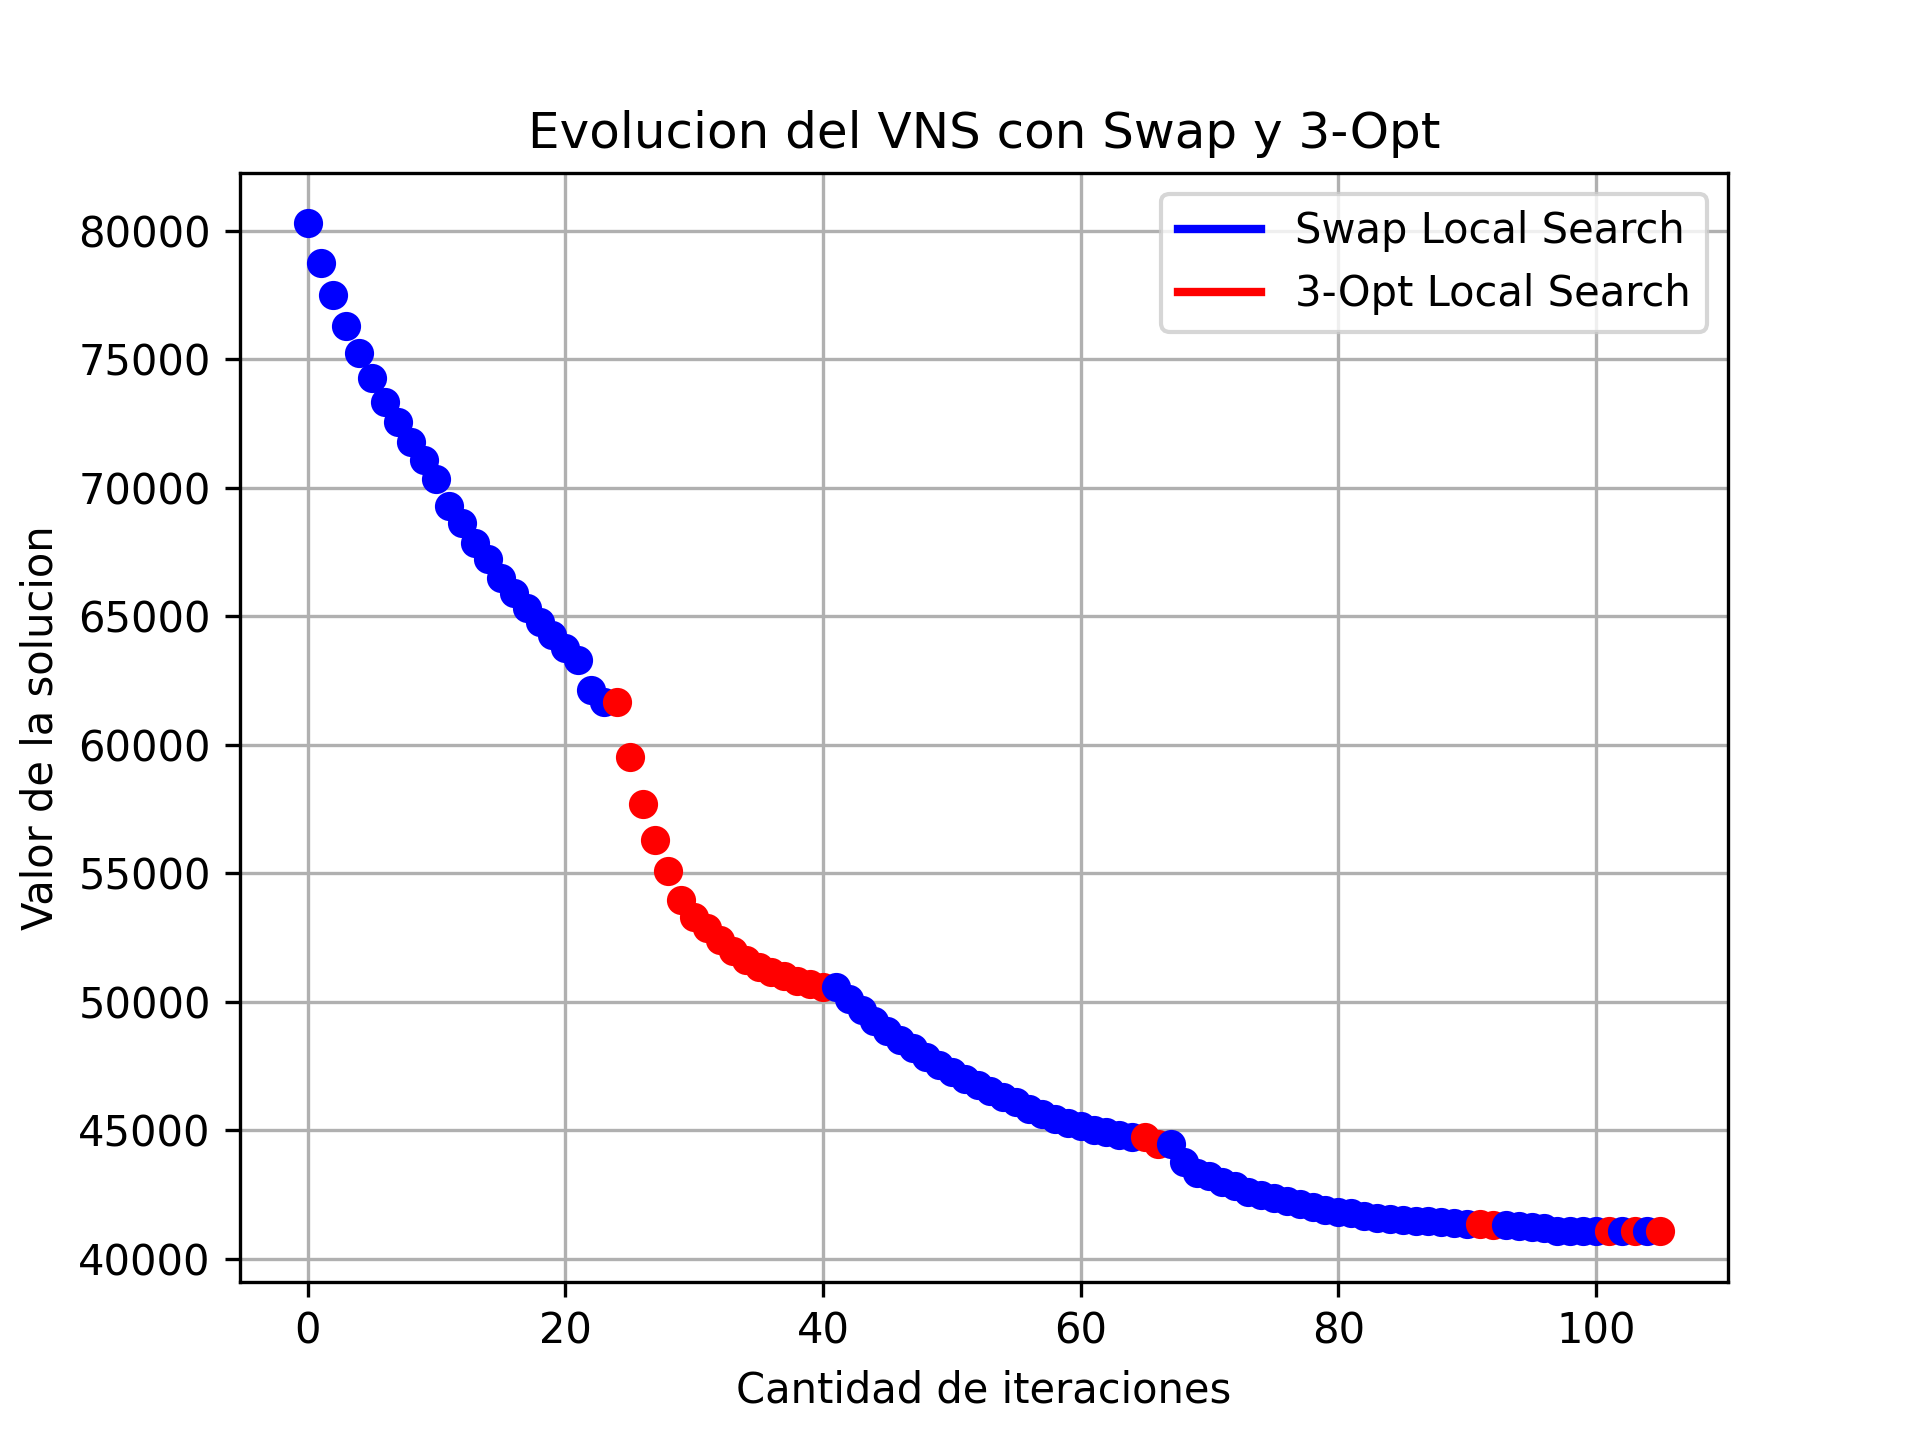 Evolucion del VNS con Swap y 3-Opt
Swap Local Search
3-Opt Local Search
Valor de la solucion
80000
75000
70000
65000
60000
55000
50000
45000
40000
0 20 40 60 80 100
Cantidad de iteraciones